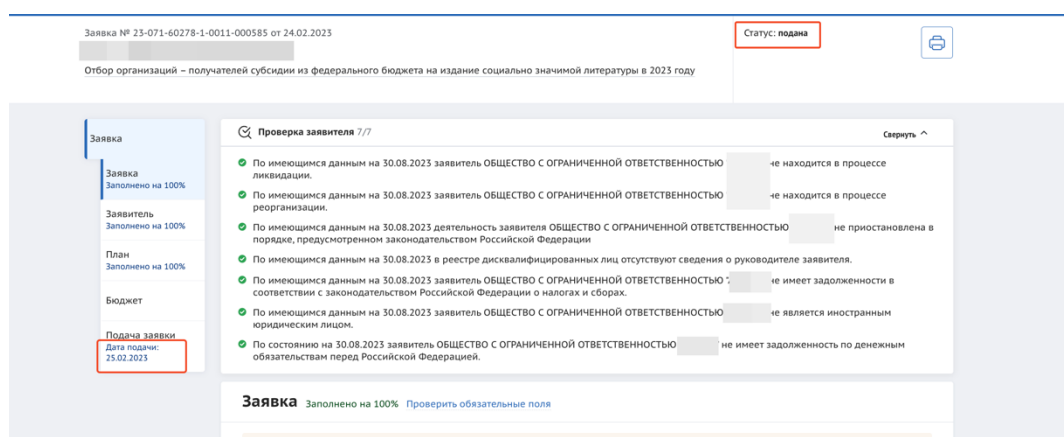 Заявка № 23-071-60278-1-0011-000585 от 24.02.2023
Статус: подана
Отбор организаций – получателей субсидии из федерального бюджета на издание социально значимой литературы в 2023 году
Заявка
Заявка
Заполнено на 100%
Заявитель
Заполнено на 100%
План
Заполнено на 100%
Бюджет
Подача заявки
Дата подачи:
25.02.2023
Проверка заявителя 7/7
Свернуть
По имеющимся данным на 30.08.2023 заявитель ОБЩЕСТВО С ОГРАНИЧЕННОЙ ОТВЕТСТВЕННОСТЬЮ не находится в процессе
ликвидации.
По имеющимся данным на 30.08.2023 заявитель ОБЩЕСТВО С ОГРАНИЧЕННОЙ ОТВЕТСТВЕННОСТЬЮ не находится в процессе
реорганизации.
По имеющимся данным на 30.08.2023 деятельность заявителя ОБЩЕСТВО С ОГРАНИЧЕННОЙ ОТВЕТСТВЕННОСТЬЮ не приостановлена в
порядке, предусмотренном законодательством Российской Федерации
По имеющимся данным на 30.08.2023 в реестре дисквалифицированных лиц отсутствуют сведения о руководителе заявителя.
По имеющимся данным на 30.08.2023 заявитель ОБЩЕСТВО С ОГРАНИЧЕННОЙ ОТВЕТСТВЕННОСТЬЮ не имеет задолженности в
соответствии с законодательством Российской Федерации о налогах и сборах.
По имеющимся данным на 30.08.2023 заявитель ОБЩЕСТВО С ОГРАНИЧЕННОЙ ОТВЕТСТВЕННОСТЬЮ не является иностранным
юридическим лицом.
По состоянию на 30.08.2023 заявитель ОБЩЕСТВО С ОГРАНИЧЕННОЙ ОТВЕТСТВЕННОСТЬЮ не имеет задолженность по денежным
обязательствам перед Российской Федерацией.
Заявка Заполнено на 100% Проверить обязательные поля